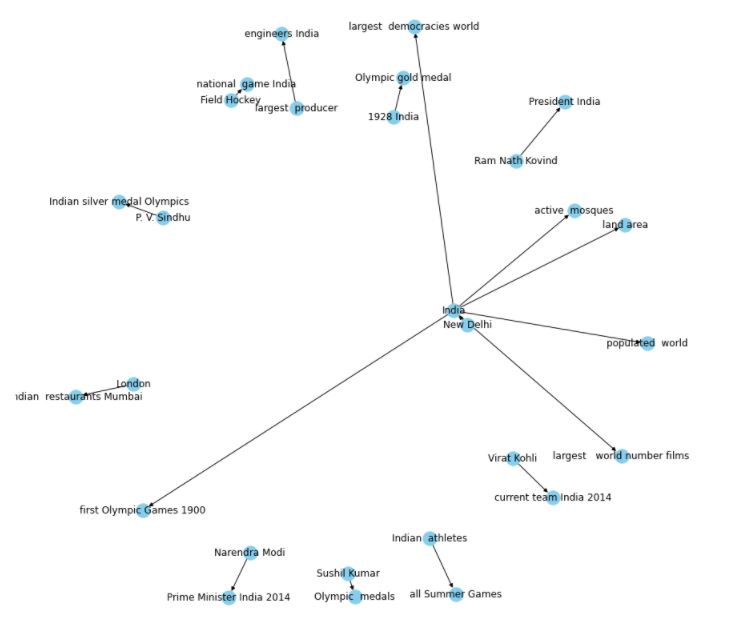 largest  democracies world
engineers India
Olympic gold medal
national  game India
Field Hockey
largest  producer
President India
1928 India
Ram Nath Kovind
Indian silver medal Olympics
active  mosques
P. V. Sindhu
land area
India
New Delhi
populated  world
London
restaurants Mumbai
largest   world number films
Virat Kohli
current team India 2014
first Olympic Games 1900
Indian  athletes
Narendra Modi
Sushil Kumar
all Summer Games
Prime Minister India 2014
Olympic  medals